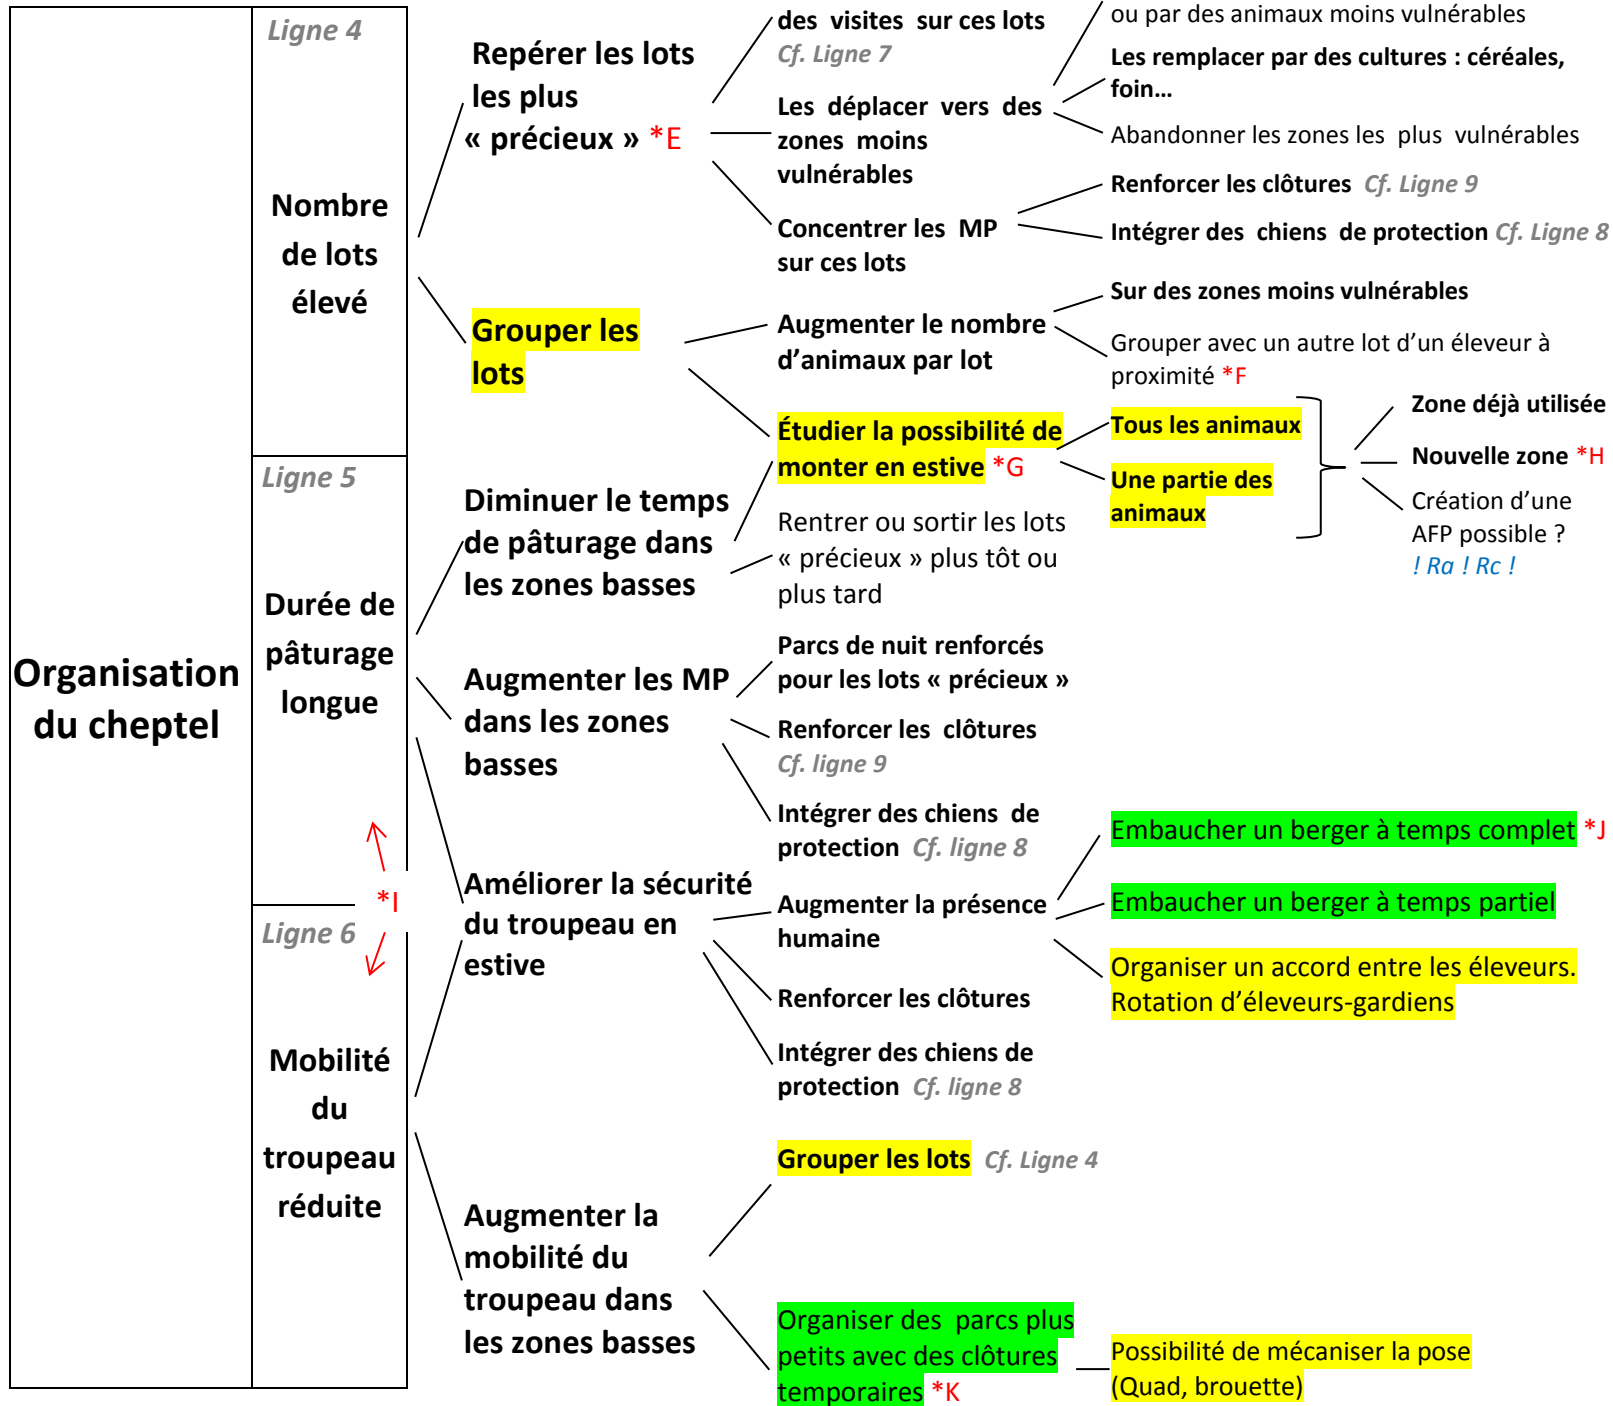 Organisation
du cheptel
Ligne 4
Nombre
de lots
élevé
Ligne 5
Durée de
pâturage
longue
*I
Ligne 6
Mobilité
du
troupeau
réduite
Repérer les lots
les plus
« précieux » *E
Grouper les
lots
Diminuer le temps
de pâturage dans
les zones basses
Augmenter les MP
dans les zones
basses
Améliorer la sécurité
du troupeau en
estive
Augmenter la
mobilité du
troupeau dans
les zones basses
des visites sur ces lots
Cf. Ligne 7
Les déplacer vers des
zones moins
vulnérables
Concentrer les MP
sur ces lots
Augmenter le nombre
d’animaux par lot
Étudier la possibilité de
monter en estive *G
Rentrer ou sortir les lots
« précieux » plus tôt ou
plus tard
Parcs de nuit renforcés
pour les lots « précieux »
Renforcer les clôtures
Cf. ligne 9
Intégrer des chiens de
protection Cf. ligne 8
Augmenter la présence
humaine
Renforcer les clôtures
Intégrer des chiens de
protection Cf. ligne 8
Grouper les lots Cf. Ligne 4
Organiser des parcs plus
petits avec des clôtures
temporaires *K
ou par des animaux moins vulnérables
Les remplacer par des cultures : céréales,
foin…
Abandonner les zones les plus vulnérables
Renforcer les clôtures Cf. Ligne 9
Intégrer des chiens de protection Cf. Ligne 8
Sur des zones moins vulnérables
Grouper avec un autre lot d’un éleveur à
proximité *F
Tous les animaux
Une partie des
animaux
Zone déjà utilisée
Nouvelle zone *H
Création d’une
AFP possible ?
! Ra ! Rc !
Embaucher un berger à temps complet *J
Embaucher un berger à temps partiel
Organiser un accord entre les éleveurs.
Rotation d’éleveurs-gardiens
Possibilité de mécaniser la pose
(Quad, brouette)